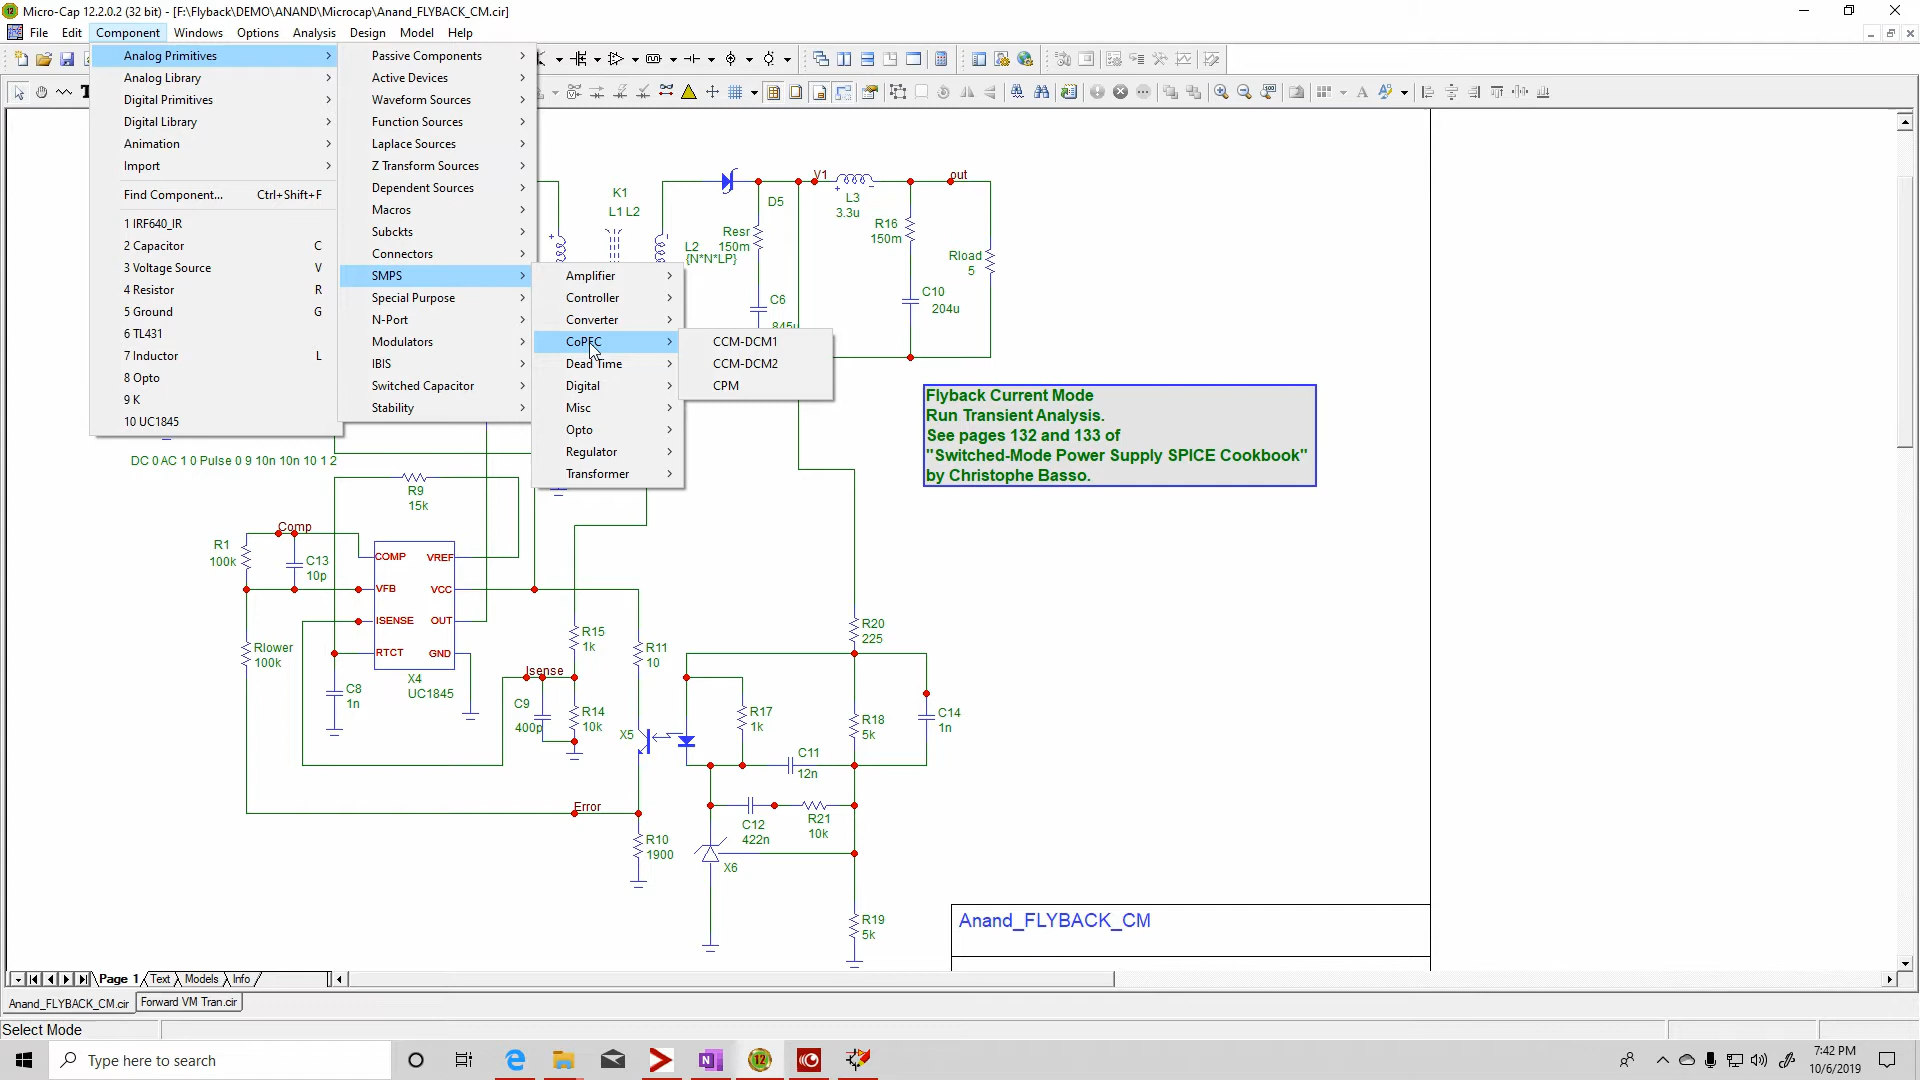 Micro-Cap 12.2.0.2 (32 bit) - [F:\Flyback\DEMO\ANAND\Microcap\Anand_FLYBACK_CM.cir]
File Edit Component Windows Options Analysis Design Model Help
Analog Primitives
Analog Library
Digital Primitives
Digital Library
Animation
Import
Find Component... Ctrl+Shift+F
1 IRF640_IR
2 Capacitor C
3 Voltage Source V
4 Resistor R
5 Ground G
6 TL431
7 Inductor L
8 Opto
9 K
10 UC1845
Passive Components
Active Devices
Waveform Sources
Function Sources
Laplace Sources
Z Transform Sources
Dependent Sources
Macros
Subckts
Connectors
SMPS
Special Purpose
N-Port
Modulators
IBIS
Switched Capacitor
Stability
Amplifier
Controller
Converter
CoPEC
Dead Time
Digital
Misc
Opto
Regulator
Transformer
CCM-DCM1
CCM-DCM2
CPM
K1
L1 L2
L2
{N*N*LP}
D5
Resr
150m
C6
845u
V1
L3
3.3u
out
R16
150m
C10
204u
Rload
5
Flyback Current Mode
Run Transient Analysis.
See pages 132 and 133 of
"Switched-Mode Power Supply SPICE Cookbook"
by Christophe Basso.
DC 0 AC 1 0 Pulse 0 9 10n 10n 10 1 2
R9
15k
Comp
R1
100k
C13
10p
COMP VREF
VFB VCC
ISENSE OUT
RTCT GND
X4
UC1845
Rlower
100k
C8
1n
Isense
C9
400p
R15
1k
R14
10k
R11
10
X5
R17
1k
C11
12n
R20
225
R18
5k
C14
1n
Error
R10
1900
C12
422n
R21
10k
X6
R19
5k
Anand_FLYBACK_CM
Page 1 Text Models Info
Anand_FLYBACK_CM.cir Forward VM Tran.cir
Select Mode
Type here to search
7:42 PM
10/6/2019